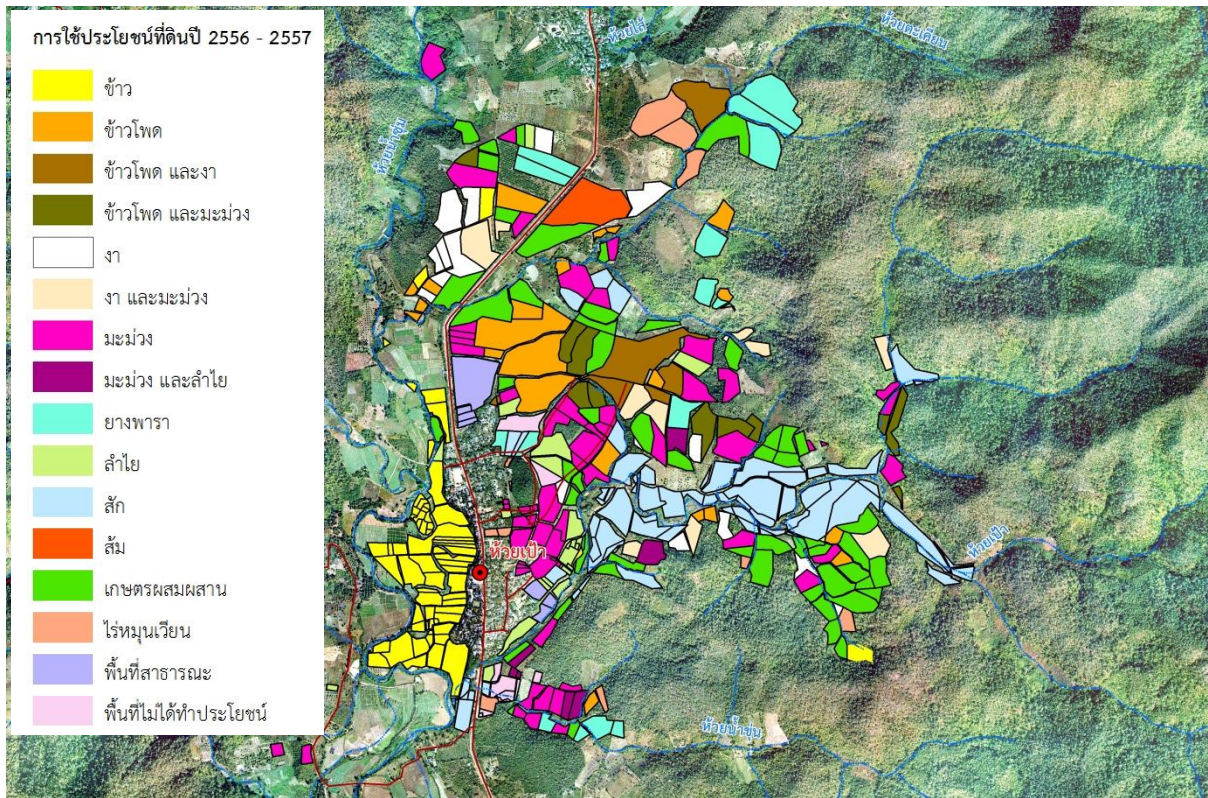 การใช้ประโยชน์ที่ดินปี 2556 - 2557
ข้าว
ข้าวโพด
ข้าวโพด และงา
ข้าวโพด และมะม่วง
งา
งา และมะม่วง
มะม่วง
มะม่วง และลำไย
ยางพารา
ลำไย
สัก
ส้ม
เกษตรผสมผสาน
ไร่หมุนเวียน
พื้นที่สาธารณะ
พื้นที่ไม่ได้ทำประโยชน์
ห้วยไส้
ห้วยตะเคียน
ห้วยน้ำขุ่น
ห้วยเป้า
ห้วยเป้า
ห้วยน้ำขุ่น